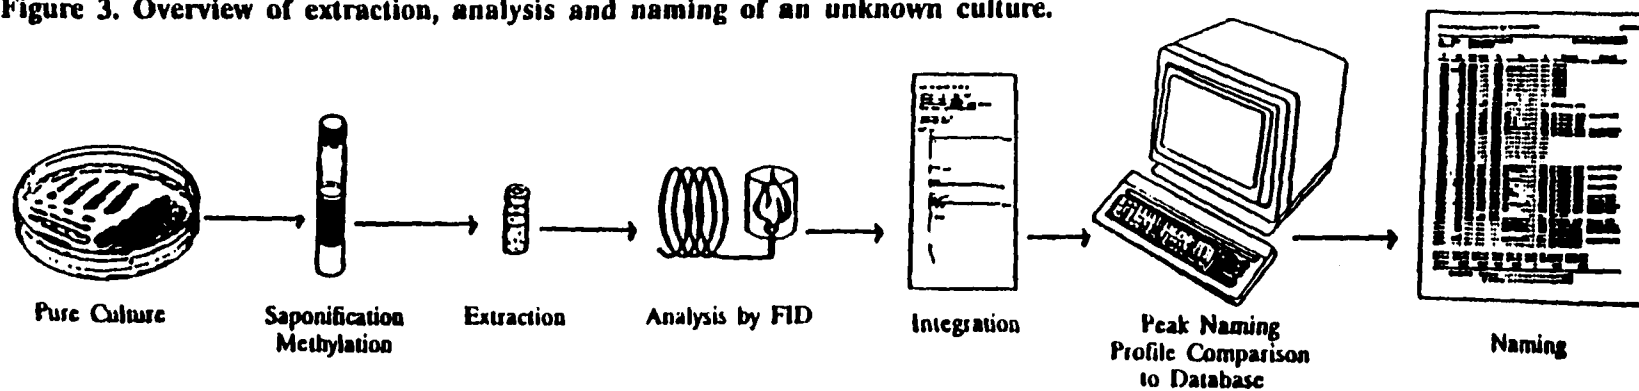 Figure 3. Overview of extraction, analysis and naming of an unknown culture.
Pure Culture
Saponification
Methylation
Extraction
Analysis by FID
Integration
Peak Naming
Profile Comparison
to Database
Naming